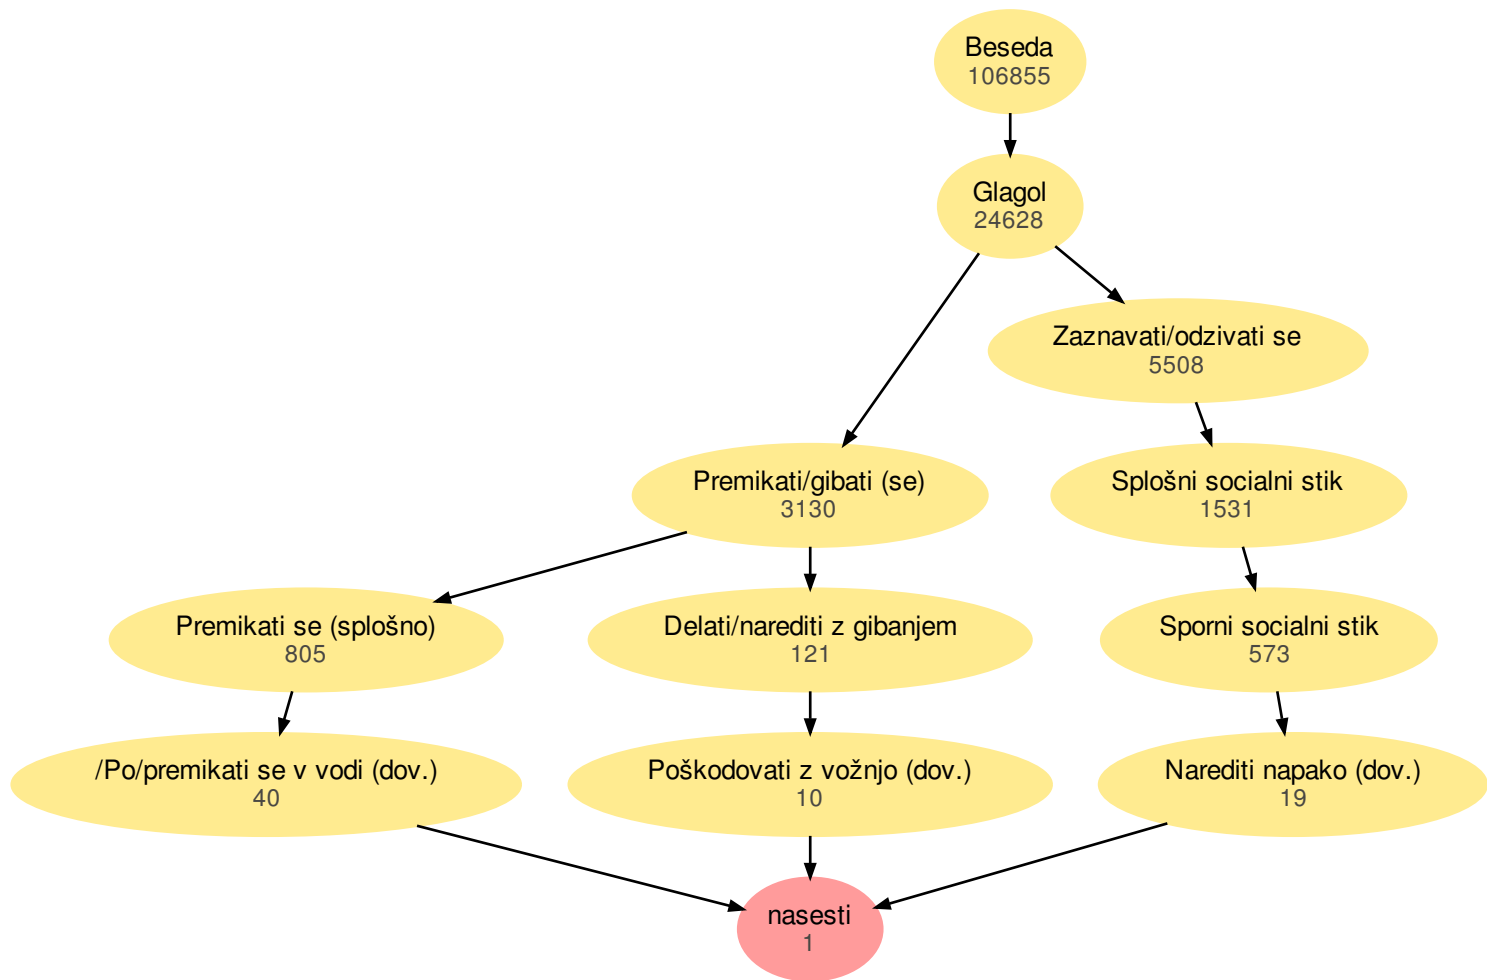 Beseda
106855
Glagol
24628
Zaznavati/odzivati se
5508
Premikati/gibati (se)
3130
Splošni socialni stik
1531
Premikati se (splošno)
805
Delati/narediti z gibanjem
121
Sporni socialni stik
573
/Po/premikati se v vodi (dov.)
40
Poškodovati z vožnjo (dov.)
10
Narediti napako (dov.)
19
nasesti
1